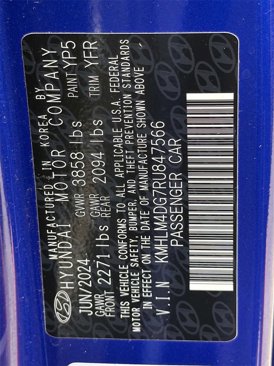 MANUFACTURED IN KOREA BY
HYUNDAI MOTOR COMPANY
JUN/2024 GVWR 3858 lbs PAINT YP5
GAWR FRONT 2271 lbs GAWR REAR 2094 lbs TRIM YFR
THIS VEHICLE CONFORMS TO ALL APPLICABLE U.S.A. FEDERAL
MOTOR VEHICLE SAFETY, BUMPER, AND THEFT PREVENTION STANDARDS
IN EFFECT ON THE DATE OF MANUFACTURE SHOWN ABOVE
V.I.N KMHLM4DG7RU847566
PASSENGER CAR